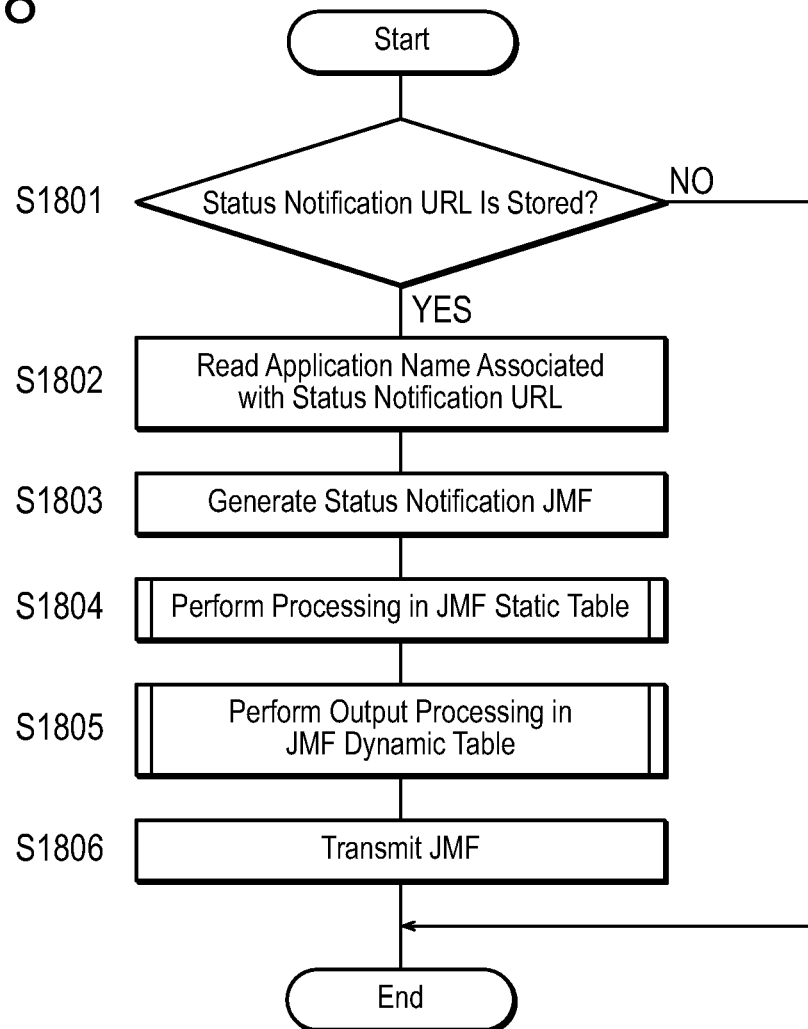 8
Start
S1801
Status Notification URL Is Stored?
NO
YES
S1802
Read Application Name Associated
with Status Notification URL
S1803
Generate Status Notification JMF
S1804
Perform Processing in JMF Static Table
S1805
Perform Output Processing in
JMF Dynamic Table
S1806
Transmit JMF
End